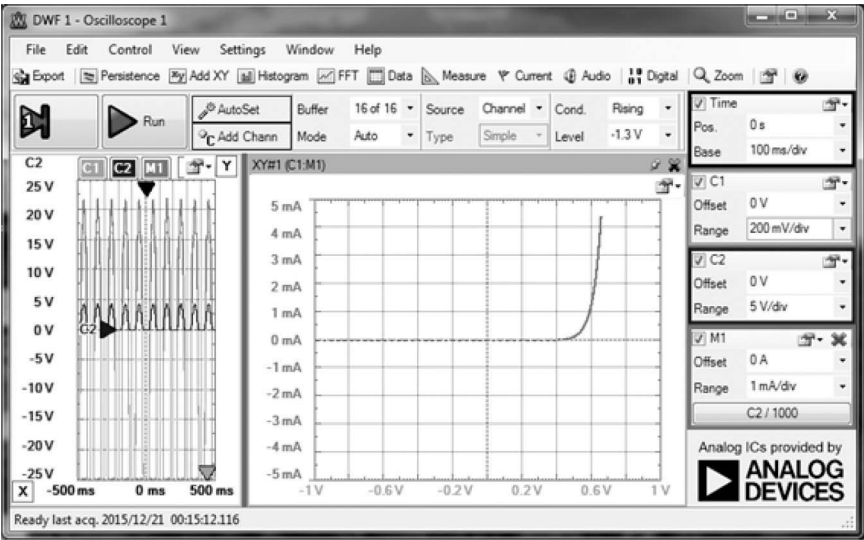 DWF 1 - Oscilloscope 1
File Edit Control View Settings Window Help
Export Persistence Add XY Histogram FFT Data Measure Current Audio Digital Zoom
1 Run AutoSet Buffer 16 of 16 Source Channel Cond. Rising
Add Chann Mode Auto Type Simple Level -1.3 V
Time
Pos. 0 s
Base 100 ms/div
C2 C1 C2 M1 Y
XY#1 (C1:M1)
25 V
20 V
15 V
10 V
5 V
0 V
-5 V
-10 V
-15 V
-20 V
-25 V
C2
X -500 ms 0 ms 500 ms
5 mA
4 mA
3 mA
2 mA
1 mA
0 mA
-1 mA
-2 mA
-3 mA
-4 mA
-5 mA
-1 V -0.6 V -0.2 V 0.2 V 0.6 V 1 V
C1
Offset 0 V
Range 200 mV/div
C2
Offset 0 V
Range 5 V/div
M1
Offset 0 A
Range 1 mA/div
C2 / 1000
Analog ICs provided by
ANALOG
DEVICES
Ready last acq. 2015/12/21 00:15:12.116